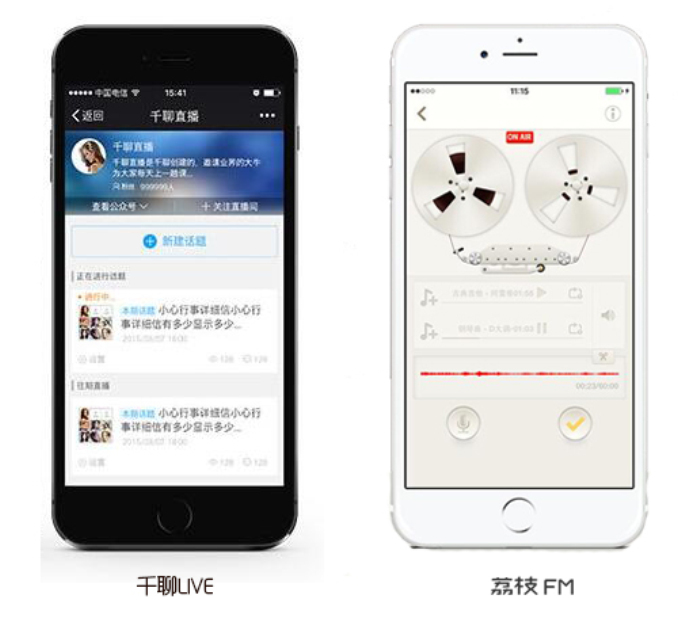 中国电信 15:41
返回 千聊直播
千聊直播
千聊直播是千聊创建的，邀请业界的大牛
为大家每天上一趟课...
粉丝 999999人
查看公众号 + 关注直播间
新建话题
正在进行话题
• 进行中...
本期话题 小心行事详细信小心行
事详细信有多少显示多少...
2015/08/07 18:00
设置 128 128
往期直播
本期话题 小心行事详细信小心行
事详细信有多少显示多少...
2015/08/07 18:00
设置 128 128
千聊LIVE
11:15
ON AIR
01:58
D大调-01:03
00:23/60:00
荔枝 FM